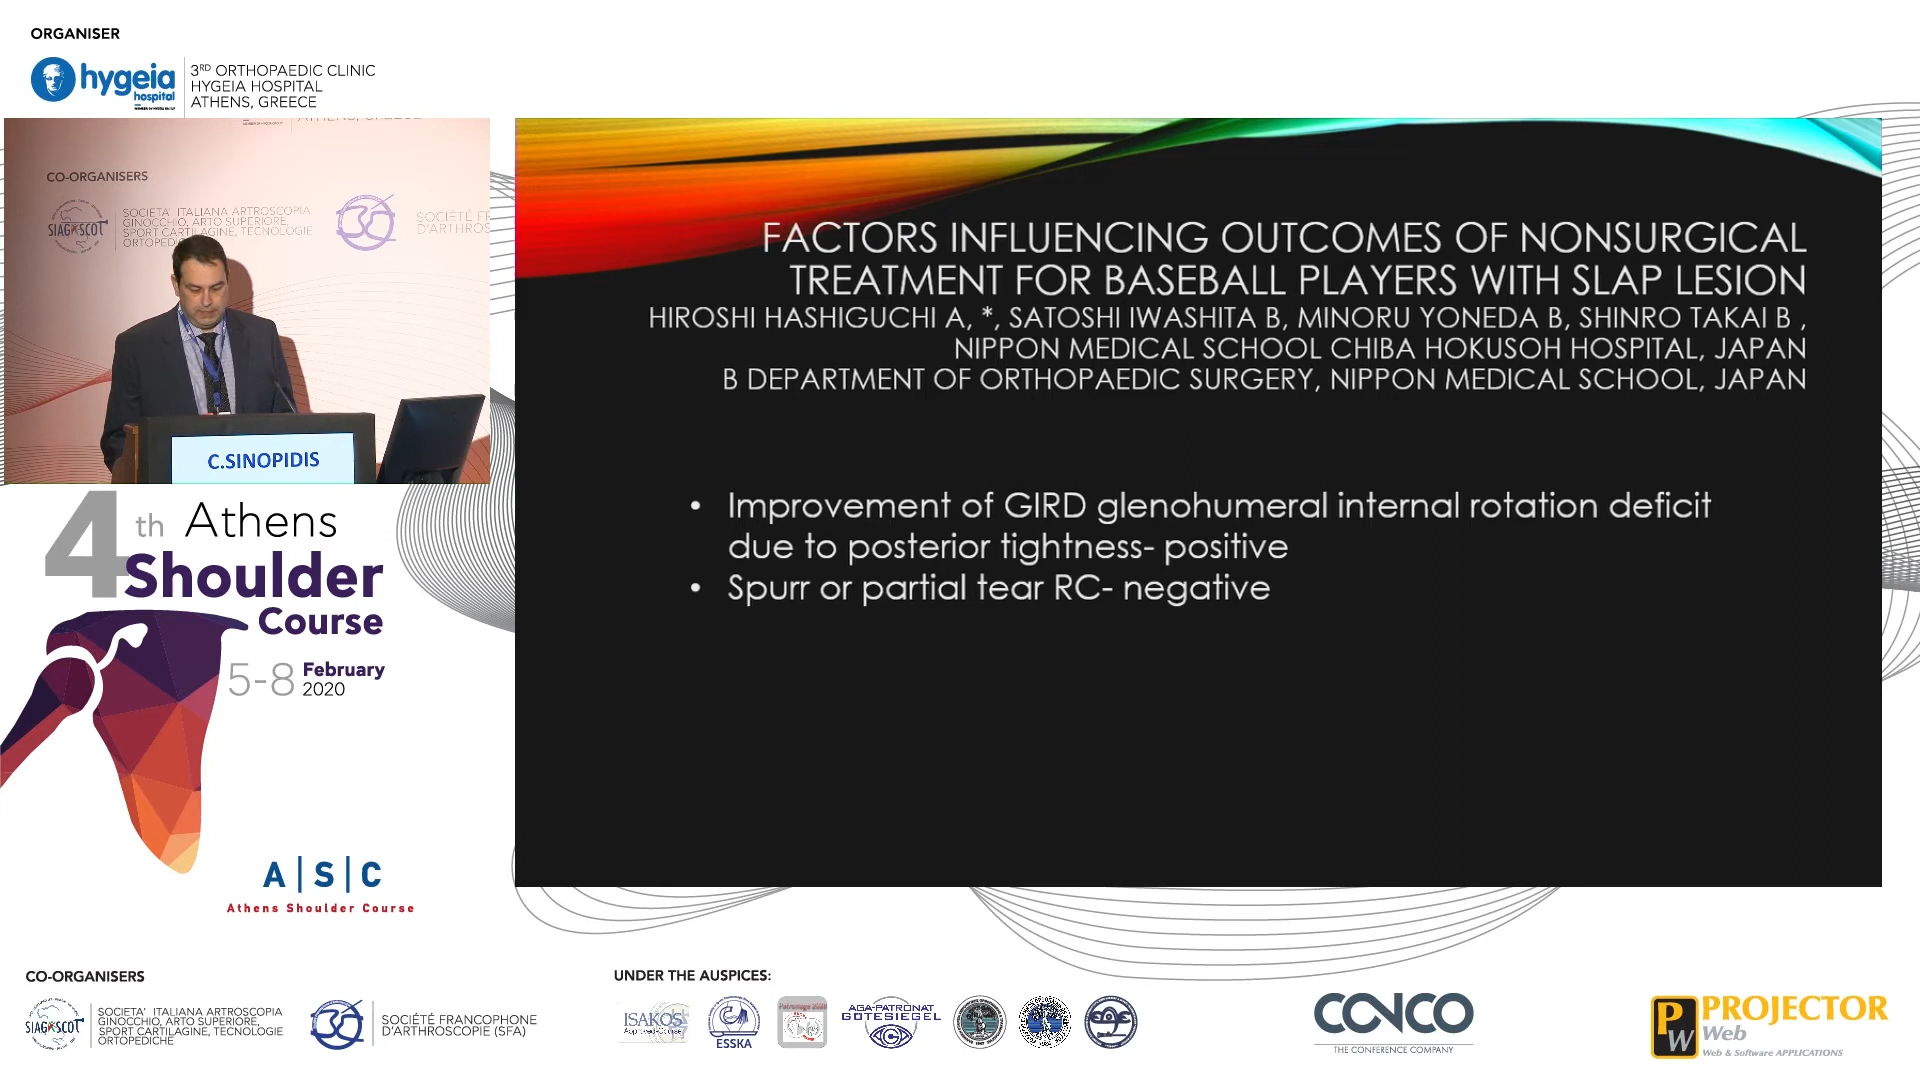 ORGANISER
hygeia
hospital
3RD ORTHOPAEDIC CLINIC
HYGEIA HOSPITAL
ATHENS, GREECE
CO-ORGANISERS
SIAGASCOT
SOCIETA' ITALIANA ARTROSCOPIA
GINOCCHIO, ARTO SUPERIORE,
SPORT CARTILAGINE, TECNOLOGIE
ORTOPEDI
SOCIÉTÉ FR
D'ARTHROS
C.SINOPIDIS
FACTORS INFLUENCING OUTCOMES OF NONSURGICAL
TREATMENT FOR BASEBALL PLAYERS WITH SLAP LESION
HIROSHI HASHIGUCHI A, *, SATOSHI IWASHITA B, MINORU YONEDA B, SHINRO TAKAI B ,
NIPPON MEDICAL SCHOOL CHIBA HOKUSOH HOSPITAL, JAPAN
B DEPARTMENT OF ORTHOPAEDIC SURGERY, NIPPON MEDICAL SCHOOL, JAPAN
• Improvement of GIRD glenohumeral internal rotation deficit
due to posterior tightness- positive
• Spurr or partial tear RC- negative
4th Athens
Shoulder
Course
5-8 February
2020
A|S|C
Athens Shoulder Course
CO-ORGANISERS
SIAGASCOT
SOCIETA' ITALIANA ARTROSCOPIA
GINOCCHIO, ARTO SUPERIORE,
SPORT CARTILAGINE, TECNOLOGIE
ORTOPEDICHE
SOCIÉTÉ FRANCOPHONE
D'ARTHROSCOPIE (SFA)
UNDER THE AUSPICES:
ISAKOS
ESSKA
AGA-PATRONAT
GÜTESIEGEL
CONCO
THE CONFERENCE COMPANY
PW
PROJECTOR
Web
Web & Software APPLICATIONS